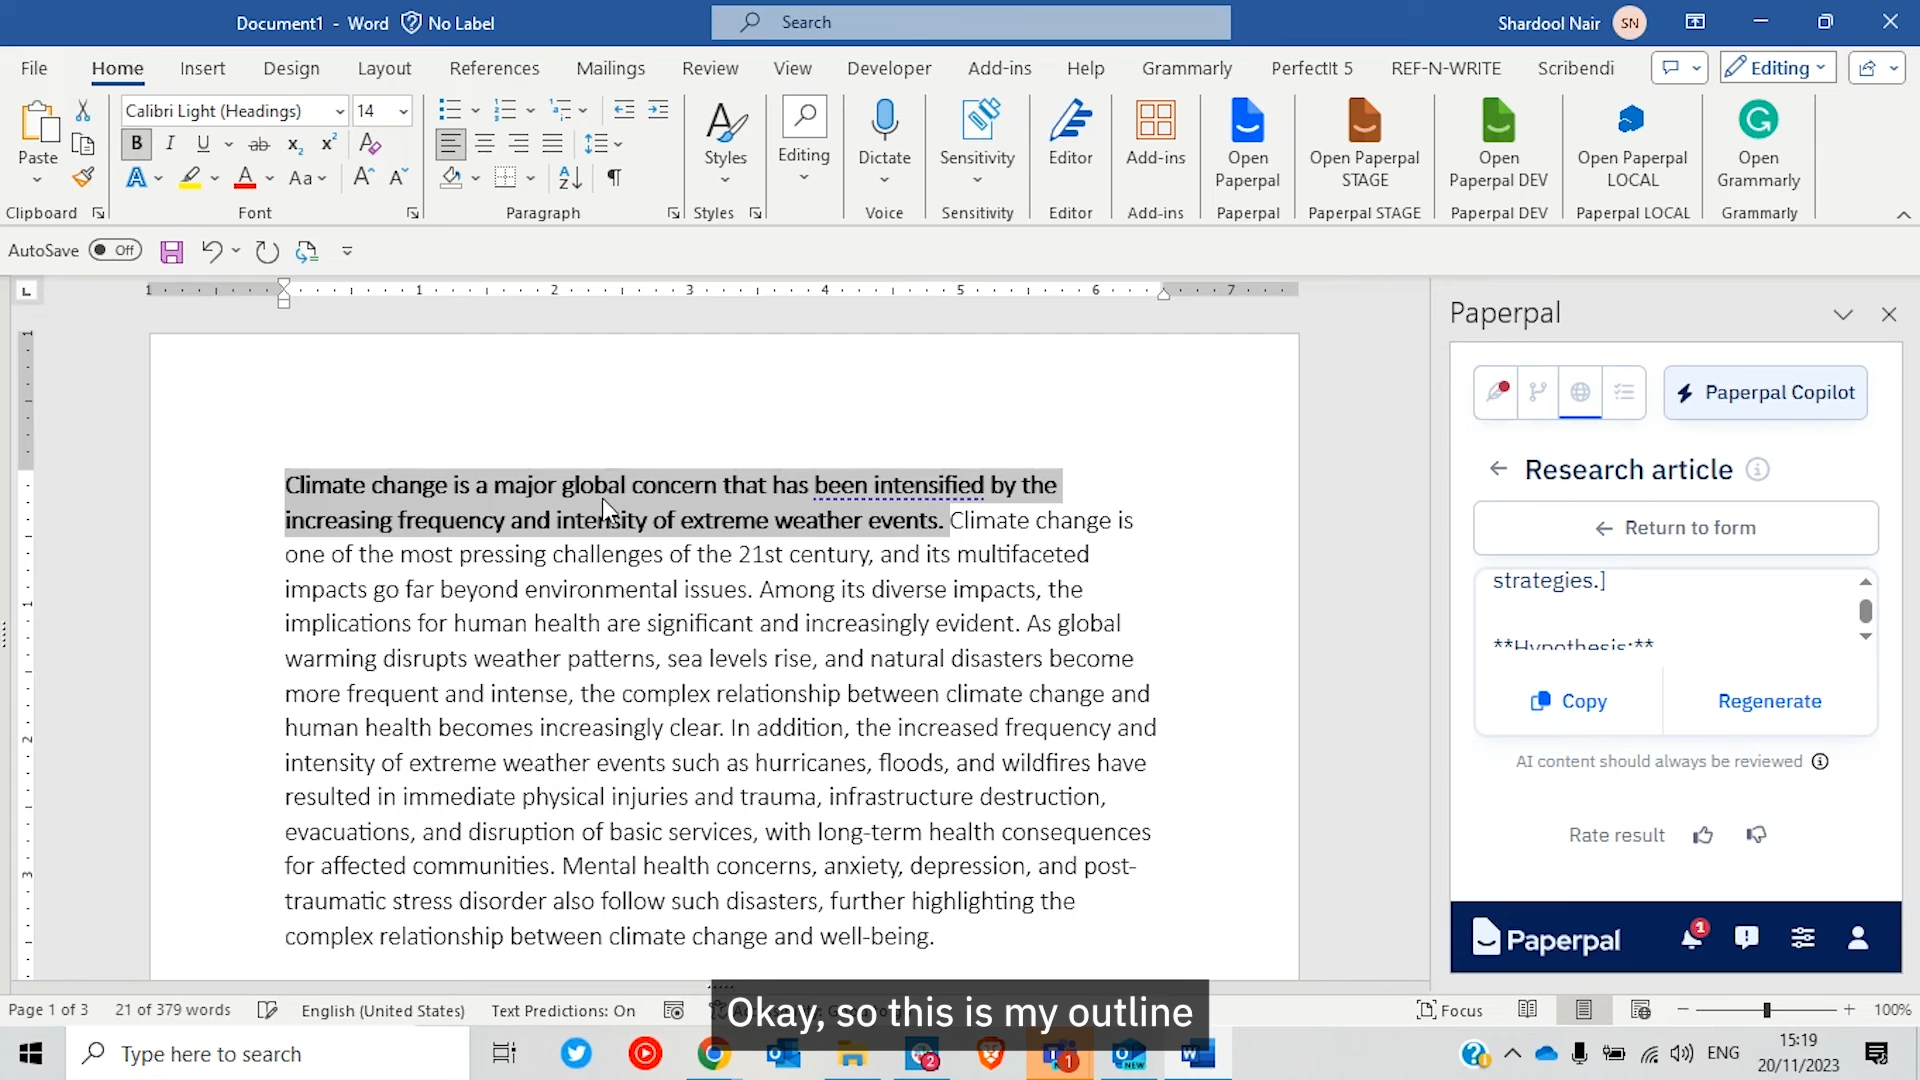 Document1 - Word No Label
Search
Shardool Nair SN
File Home Insert Design Layout References Mailings Review View Developer Add-ins Help Grammarly PerfectIt 5 REF-N-WRITE Scribendi Editing
Paste
Calibri Light (Headings) 14
Styles
Editing
Dictate
Sensitivity
Editor
Add-ins
Open Paperpal
Open Paperpal STAGE
Open Paperpal DEV
Open Paperpal LOCAL
Open Grammarly
Clipboard Font Paragraph Styles Voice Sensitivity Editor Add-ins Paperpal Paperpal STAGE Paperpal DEV Paperpal LOCAL Grammarly
AutoSave Off
1 1 2 3 4 5 6 7
Climate change is a major global concern that has been intensified by the
increasing frequency and intensity of extreme weather events. Climate change is
one of the most pressing challenges of the 21st century, and its multifaceted
impacts go far beyond environmental issues. Among its diverse impacts, the
implications for human health are significant and increasingly evident. As global
warming disrupts weather patterns, sea levels rise, and natural disasters become
more frequent and intense, the complex relationship between climate change and
human health becomes increasingly clear. In addition, the increased frequency and
intensity of extreme weather events such as hurricanes, floods, and wildfires have
resulted in immediate physical injuries and trauma, infrastructure destruction,
evacuations, and disruption of basic services, with long-term health consequences
for affected communities. Mental health concerns, anxiety, depression, and post-
traumatic stress disorder also follow such disasters, further highlighting the
complex relationship between climate change and well-being.
Paperpal
Paperpal Copilot
Research article
Return to form
strategies.]
**Hypothesis:**
Copy Regenerate
AI content should always be reviewed
Rate result
Paperpal 1
Okay, so this is my outline
Page 1 of 3 21 of 379 words English (United States) Text Predictions: On
Focus 100%
Type here to search
2
1
NEW
ENG
15:19
20/11/2023